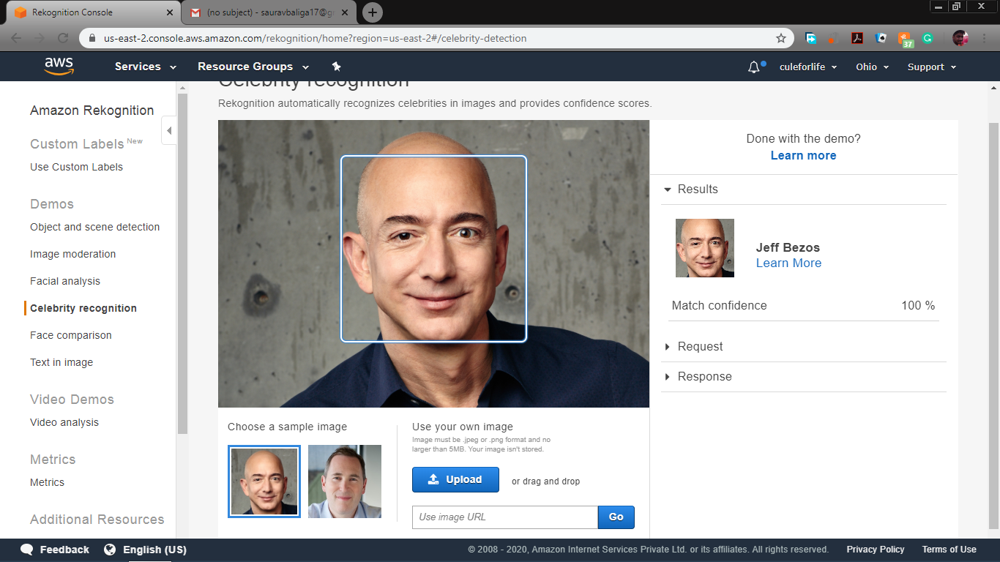 Rekognition Console
(no subject) - sauravbaliga17@g
us-east-2.console.aws.amazon.com/rekognition/home?region=us-east-2#/celebrity-detection
37
aws
Services
Resource Groups
culeforlife
Ohio
Support
Amazon Rekognition
Custom Labels New
Use Custom Labels
Demos
Object and scene detection
Image moderation
Facial analysis
Celebrity recognition
Face comparison
Text in image
Video Demos
Video analysis
Metrics
Metrics
Additional Resources
Celebrity recognition
Rekognition automatically recognizes celebrities in images and provides confidence scores.
Choose a sample image
Use your own image
Image must be .jpeg or .png format and no
larger than 5MB. Your image isn't stored.
Upload
or drag and drop
Use image URL
Go
Done with the demo?
Learn more
Results
Jeff Bezos
Learn More
Match confidence 100 %
Request
Response
Feedback
English (US)
© 2008 - 2020, Amazon Internet Services Private Ltd. or its affiliates. All rights reserved.
Privacy Policy
Terms of Use